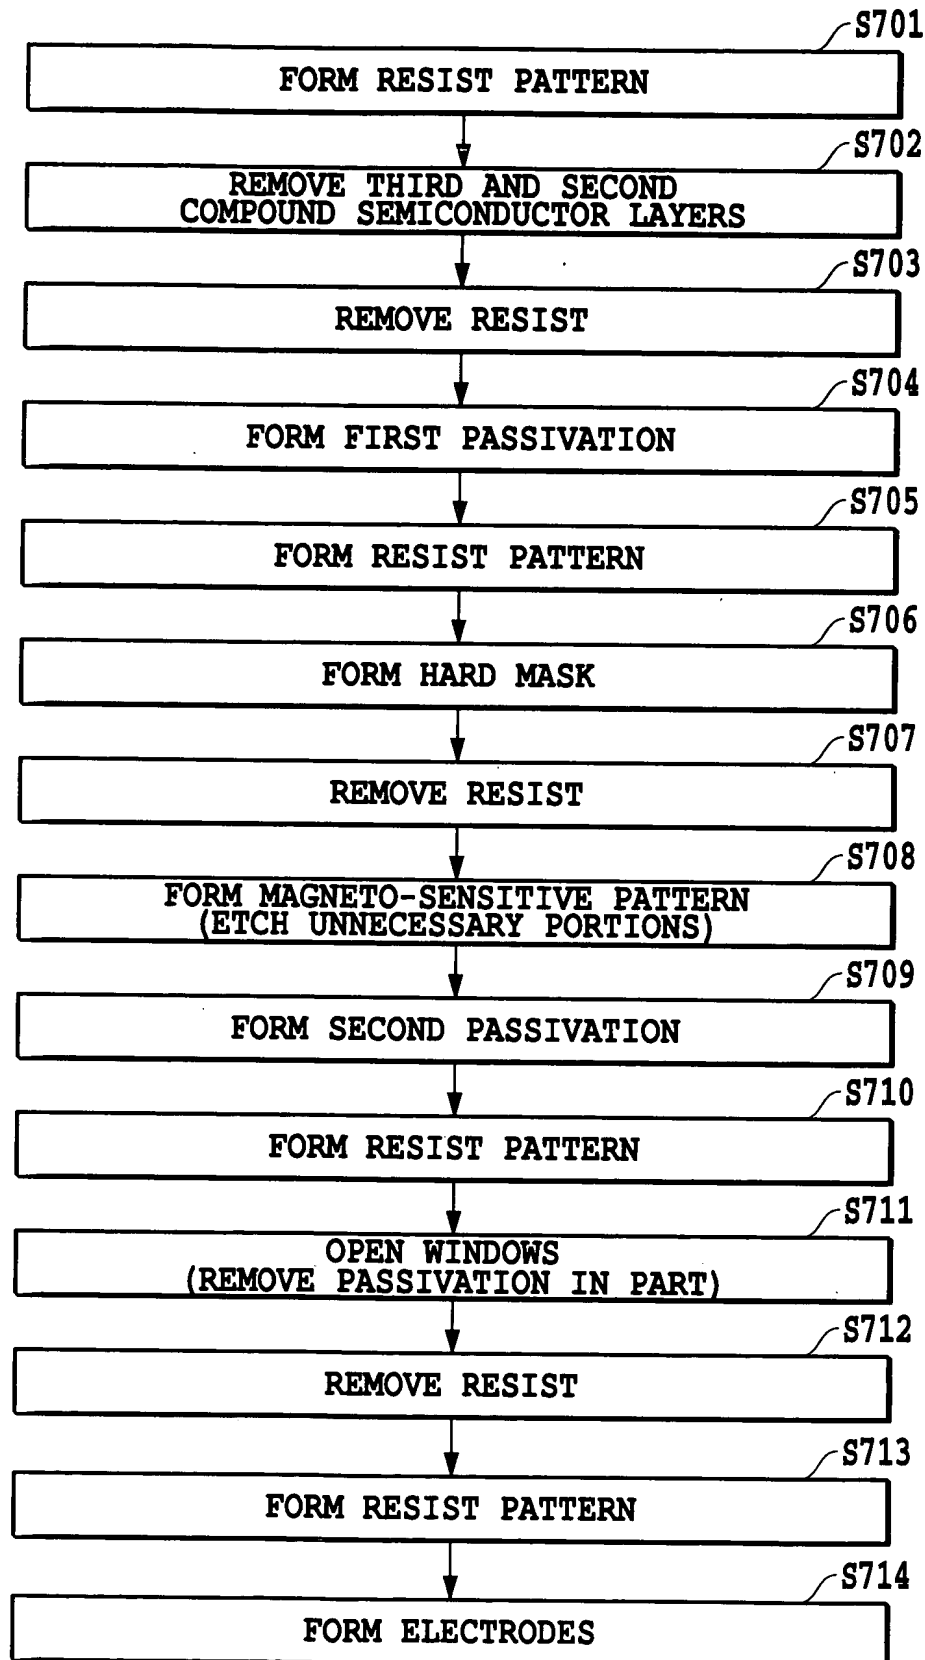 S701
FORM RESIST PATTERN
S702
REMOVE THIRD AND SECOND
COMPOUND SEMICONDUCTOR LAYERS
S703
REMOVE RESIST
S704
FORM FIRST PASSIVATION
S705
FORM RESIST PATTERN
S706
FORM HARD MASK
S707
REMOVE RESIST
S708
FORM MAGNETO-SENSITIVE PATTERN
(ETCH UNNECESSARY PORTIONS)
S709
FORM SECOND PASSIVATION
S710
FORM RESIST PATTERN
S711
OPEN WINDOWS
(REMOVE PASSIVATION IN PART)
S712
REMOVE RESIST
S713
FORM RESIST PATTERN
S714
FORM ELECTRODES